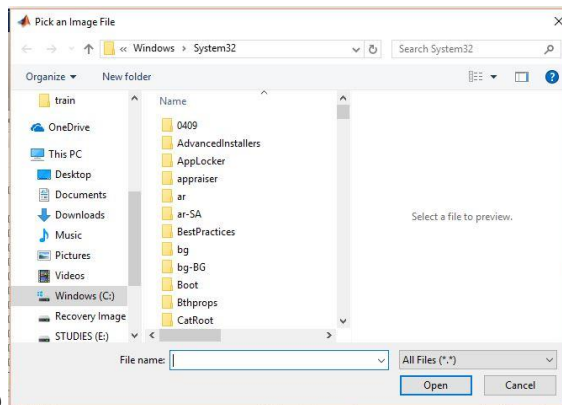 Pick an Image File
« Windows › System32
Search System32
Organize
New folder
train
OneDrive
This PC
Desktop
Documents
Downloads
Music
Pictures
Videos
Windows (C:)
Recovery Image
STUDIES (E:)
Name
0409
AdvancedInstallers
AppLocker
appraiser
ar
ar-SA
BestPractices
bg
bg-BG
Boot
Bthprops
CatRoot
Select a file to preview.
File name:
All Files (*.*)
Open
Cancel